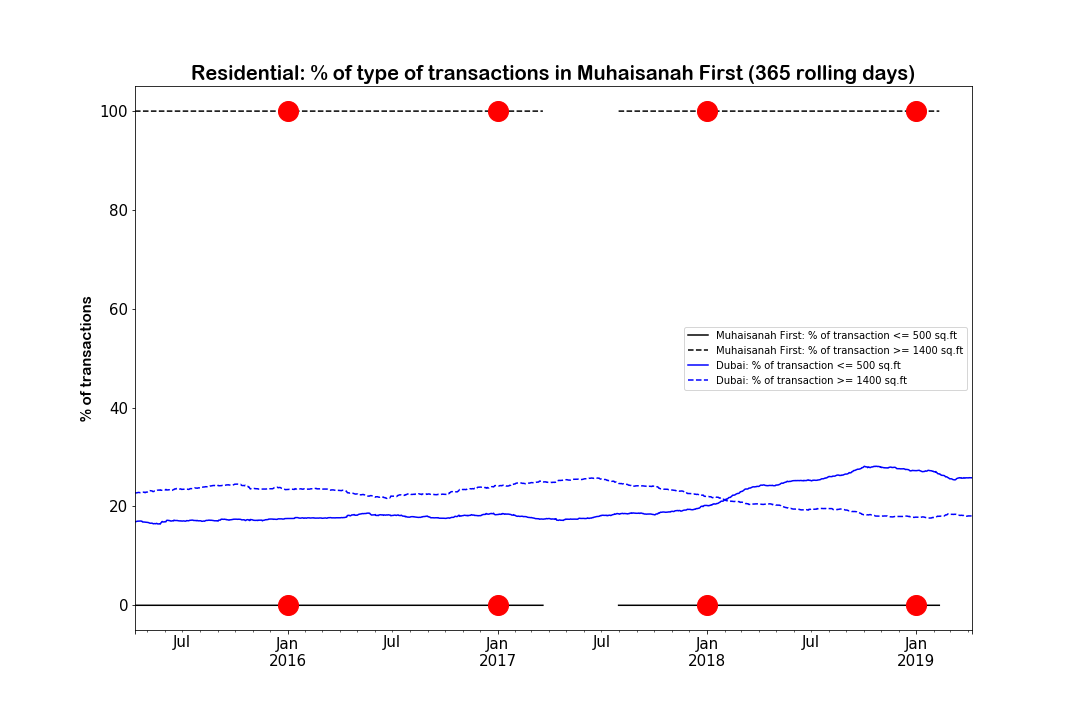 Residential: % of type of transactions in Muhaisanah First (365 rolling days)
% of transactions
100
80
60
40
20
0
Muhaisanah First: % of transaction <= 500 sq.ft
Muhaisanah First: % of transaction >= 1400 sq.ft
Dubai: % of transaction <= 500 sq.ft
Dubai: % of transaction >= 1400 sq.ft
Jul Jan Jul Jan Jul Jan Jul Jan
2016 2017 2018 2019